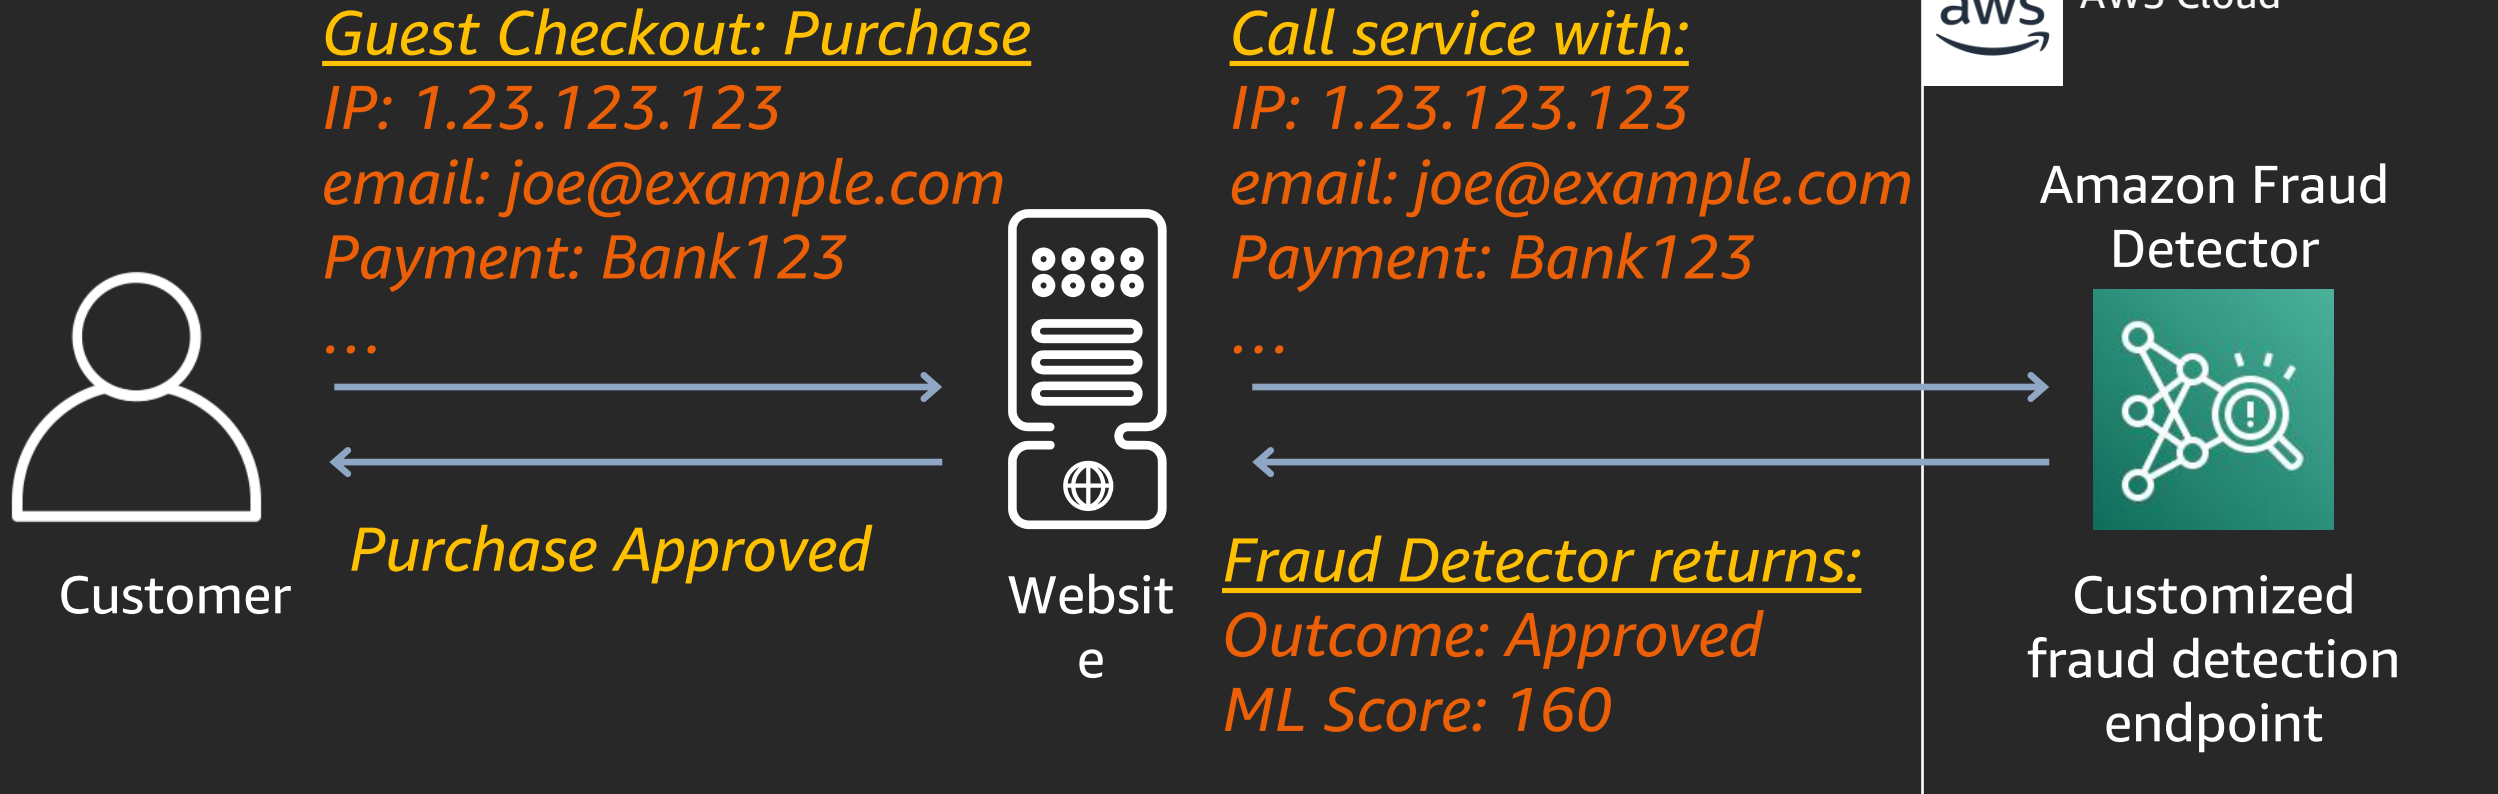 Guest Checkout: Purchase
IP: 1.23.123.123
email: joe@example.com
Payment: Bank123
...
Call service with:
IP: 1.23.123.123
email: joe@example.com
Payment: Bank123
...
aws
AWS Cloud
Amazon Fraud
Detector
Purchase Approved
Customer
Websit
e
Fraud Detector returns:
Outcome: Approved
ML Score: 160
Customized
fraud detection
endpoint